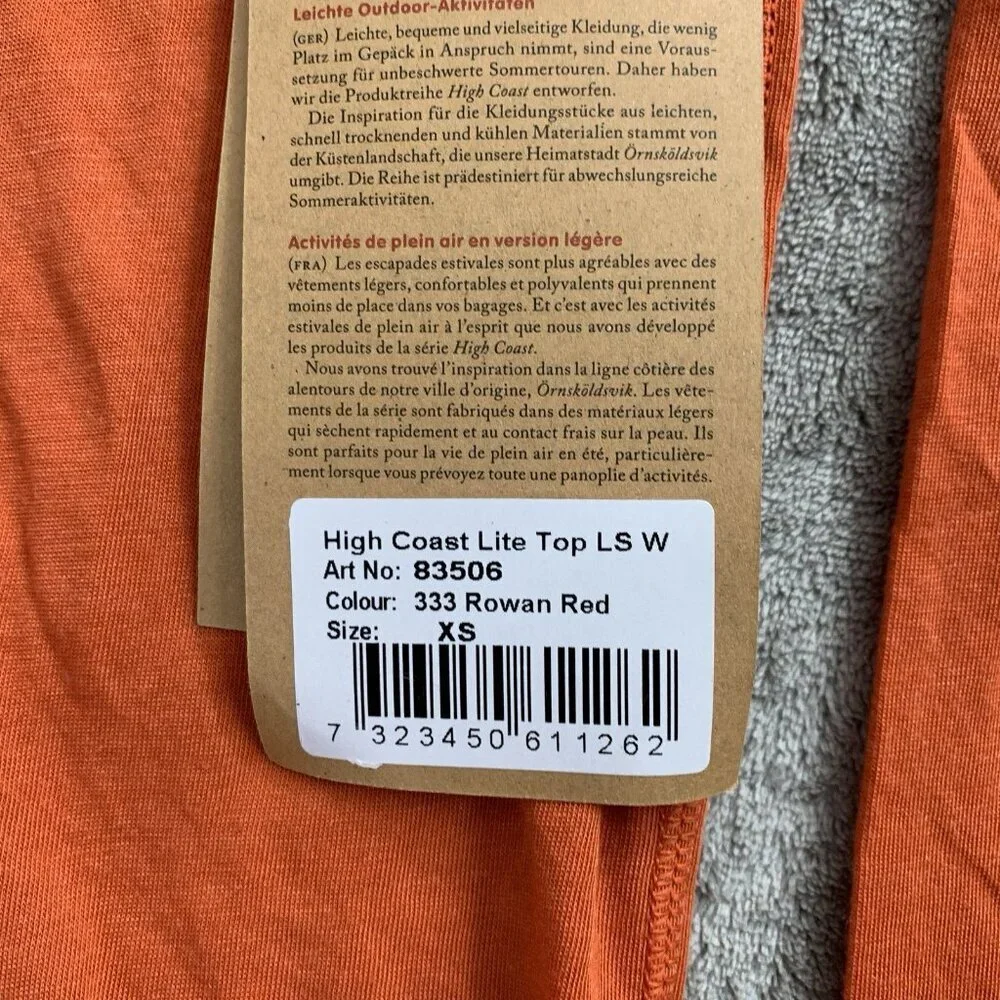 Leichte Outdoor-Aktivitäten
(GER) Leichte, bequeme und vielseitige Kleidung, die wenig
Platz im Gepäck in Anspruch nimmt, sind eine Voraus-
setzung für unbeschwerte Sommertouren. Daher haben
wir die Produktreihe High Coast entworfen.
Die Inspiration für die Kleidungsstücke aus leichten,
schnell trocknenden und kühlen Materialien stammt von
der Küstenlandschaft, die unsere Heimatstadt Örnsköldsvik
umgibt. Die Reihe ist prädestiniert für abwechslungsreiche
Sommeraktivitäten.
Activités de plein air en version légère
(FRA) Les escapades estivales sont plus agréables avec des
vêtements légers, confortables et polyvalents qui prennent
moins de place dans vos bagages. Et c'est avec les activités
estivales de plein air à l'esprit que nous avons développé
les produits de la série High Coast.
Nous avons trouvé l'inspiration dans la ligne côtière des
alentours de notre ville d'origine, Örnsköldsvik. Les vête-
ments de la série sont fabriqués dans des matériaux légers
qui sèchent rapidement et au contact frais sur la peau. Ils
sont parfaits pour la vie de plein air en été, particulière-
ment lorsque vous prévoyez toute une panoplie d'activités.
High Coast Lite Top LS W
Art No: 83506
Colour: 333 Rowan Red
Size: XS
7 323450 611262